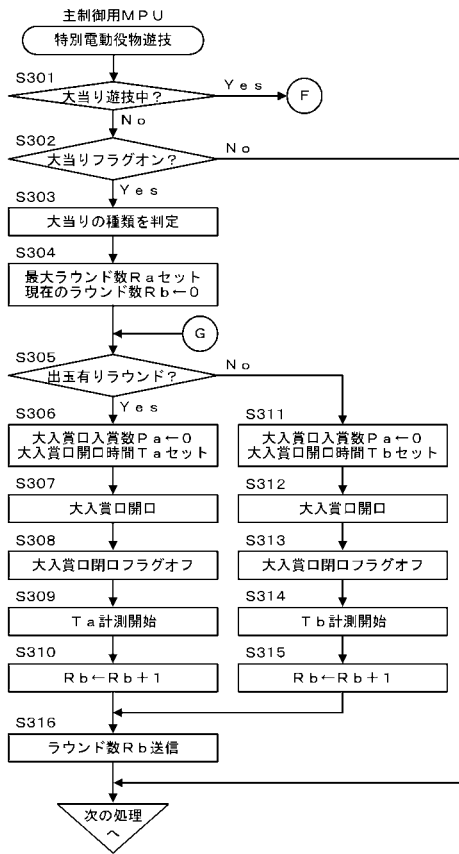 主制御用MPU
特別電動役物遊技
S301
大当り遊技中?
Yes
F
No
S302
大当りフラグオン?
No
Yes
S303
大当りの種類を判定
S304
最大ラウンド数Raセット
現在のラウンド数Rb←0
G
S305
出玉有りラウンド?
No
Yes
S306
大入賞口入賞数Pa←0
大入賞口開口時間Taセット
S311
大入賞口入賞数Pa←0
大入賞口開口時間Tbセット
S307
大入賞口開口
S312
大入賞口開口
S308
大入賞口閉口フラグオフ
S313
大入賞口閉口フラグオフ
S309
Ta計測開始
S314
Tb計測開始
S310
Rb←Rb+1
S315
Rb←Rb+1
S316
ラウンド数Rb送信
次の処理
へ